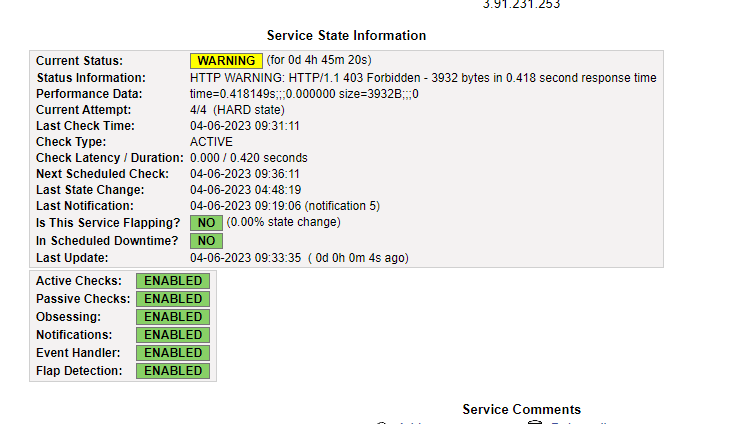 3.91.231.253
Service State Information
Current Status: WARNING (for 0d 4h 45m 20s)
Status Information: HTTP WARNING: HTTP/1.1 403 Forbidden - 3932 bytes in 0.418 second response time
Performance Data: time=0.418149s;;;0.000000 size=3932B;;;0
Current Attempt: 4/4 (HARD state)
Last Check Time: 04-06-2023 09:31:11
Check Type: ACTIVE
Check Latency / Duration: 0.000 / 0.420 seconds
Next Scheduled Check: 04-06-2023 09:36:11
Last State Change: 04-06-2023 04:48:19
Last Notification: 04-06-2023 09:19:06 (notification 5)
Is This Service Flapping? NO (0.00% state change)
In Scheduled Downtime? NO
Last Update: 04-06-2023 09:33:35 ( 0d 0h 0m 4s ago)
Active Checks: ENABLED
Passive Checks: ENABLED
Obsessing: ENABLED
Notifications: ENABLED
Event Handler: ENABLED
Flap Detection: ENABLED
Service Comments